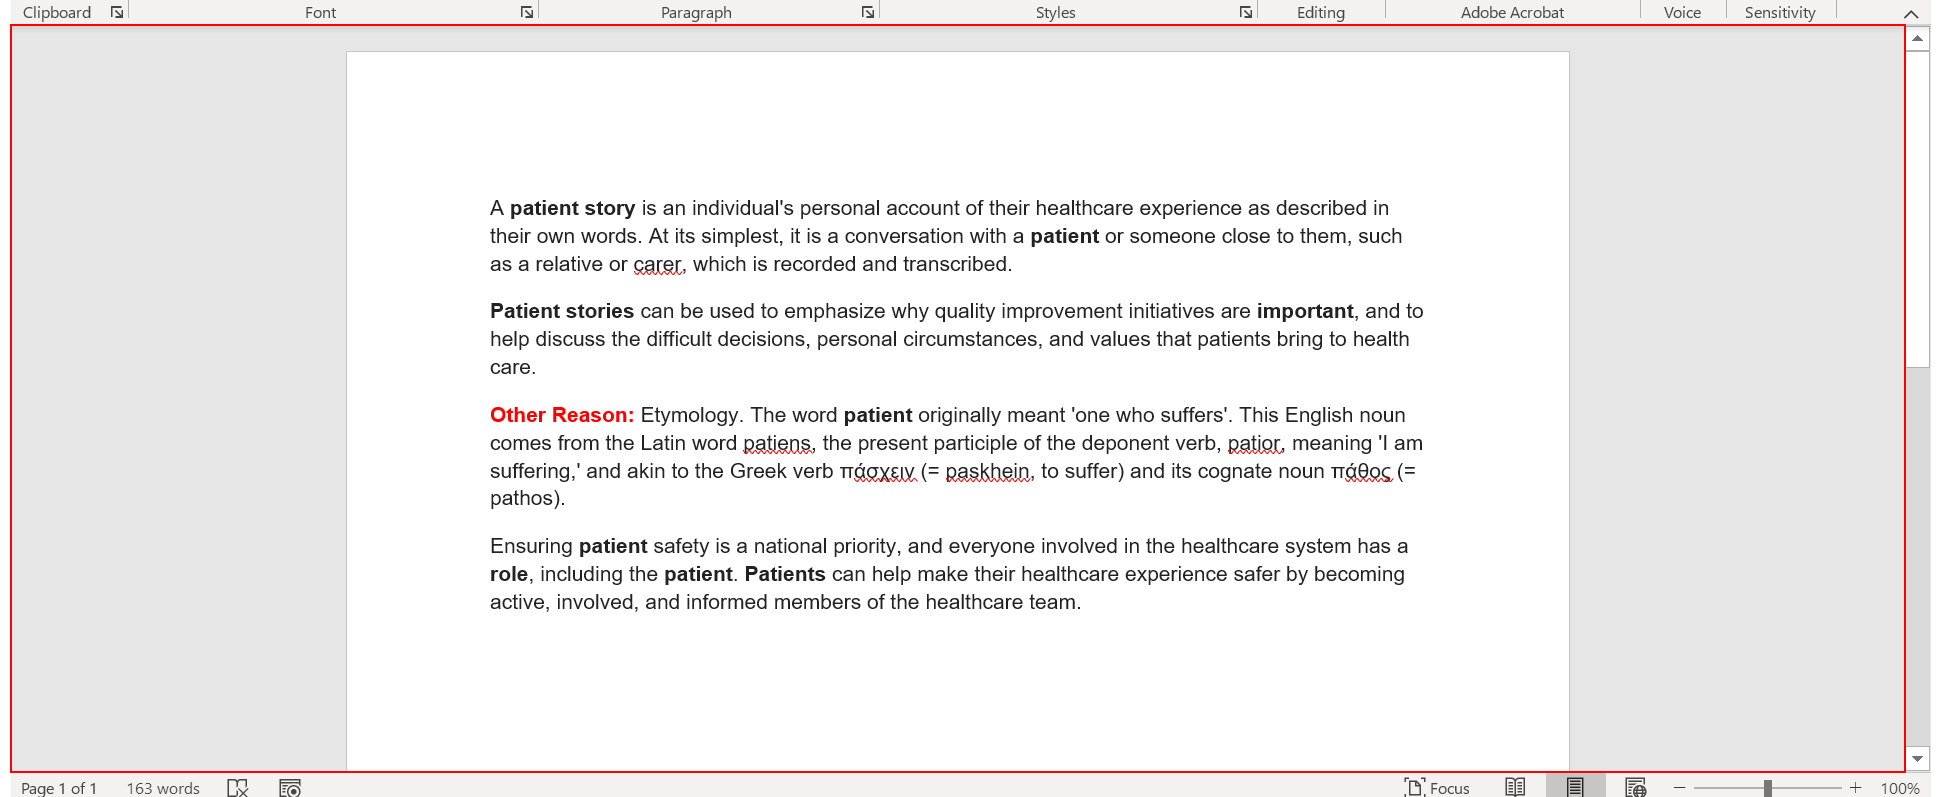 Clipboard Font Paragraph Styles Editing Adobe Acrobat Voice Sensitivity
A patient story is an individual's personal account of their healthcare experience as described in
their own words. At its simplest, it is a conversation with a patient or someone close to them, such
as a relative or carer, which is recorded and transcribed.
Patient stories can be used to emphasize why quality improvement initiatives are important, and to
help discuss the difficult decisions, personal circumstances, and values that patients bring to health
care.
Other Reason: Etymology. The word patient originally meant 'one who suffers'. This English noun
comes from the Latin word patiens, the present participle of the deponent verb, patior, meaning 'I am
suffering,' and akin to the Greek verb πάσχειν (= paskhein, to suffer) and its cognate noun πάθος (=
pathos).
Ensuring patient safety is a national priority, and everyone involved in the healthcare system has a
role, including the patient. Patients can help make their healthcare experience safer by becoming
active, involved, and informed members of the healthcare team.
Page 1 of 1 163 words Focus 100%